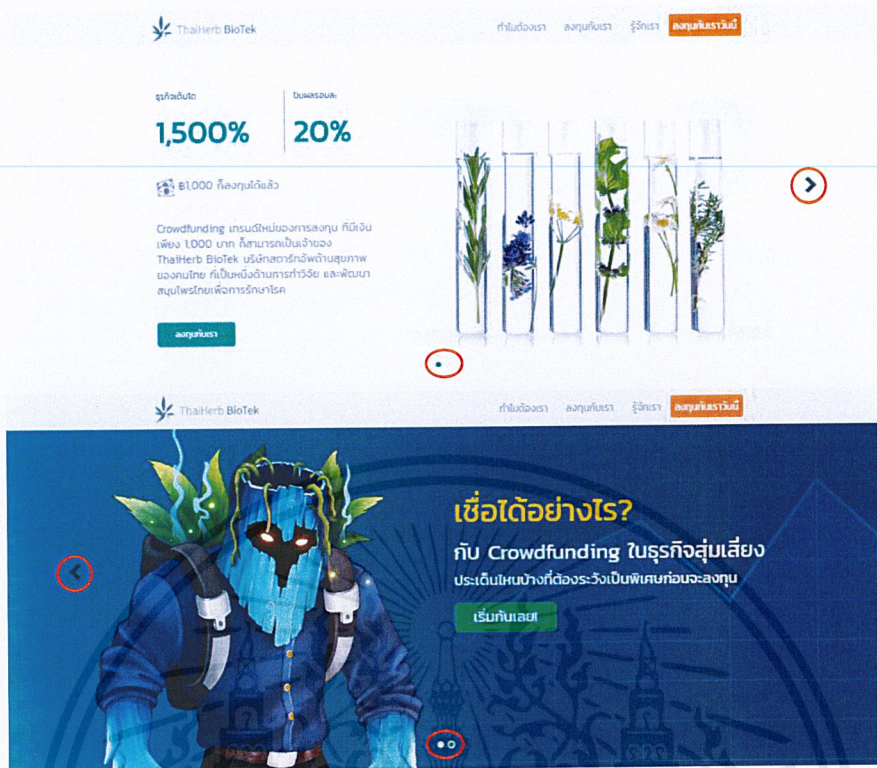 ThaiHerb BioTek
ทำไมต้องเรา ลงทุนกับเรา รู้จักเรา ลงทุนกับเราวันนี้
ธุรกิจเติบโต ปันผลรอบละ
1,500% 20%
฿1,000 ก็ลงทุนได้แล้ว
Crowdfunding เทรนด์ใหม่ของการลงทุน ที่มีเงิน
เพียง 1,000 บาท ก็สามารถเป็นเจ้าของ
ThaiHerb BioTek บริษัทสตาร์ทอัพด้านสุขภาพ
ของคนไทย ที่เป็นหนึ่งด้านการทำวิจัย และพัฒนา
สมุนไพรไทยเพื่อการรักษาโรค
ลงทุนกับเรา
ThaiHerb BioTek
ทำไมต้องเรา ลงทุนกับเรา รู้จักเรา ลงทุนกับเราวันนี้
เชื่อได้อย่างไร?
กับ Crowdfunding ในธุรกิจสุ่มเสี่ยง
ประเด็นไหนบ้างที่ต้องระวังเป็นพิเศษก่อนจะลงทุน
เริ่มกันเลย!